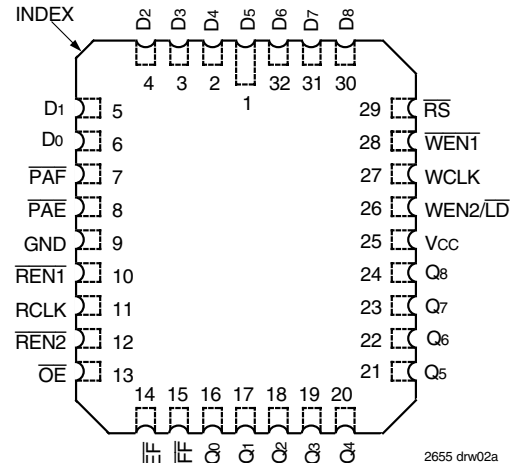 INDEX
D2 D3 D4 D5 D6 D7 D8
4 3 2 1 32 31 30
D1 5
D0 6
PAF 7
PAE 8
GND 9
REN1 10
RCLK 11
REN2 12
OE 13
29 RS
28 WEN1
27 WCLK
26 WEN2/LD
25 VCC
24 Q8
23 Q7
22 Q6
21 Q5
14 15 16 17 18 19 20
EF FF Q0 Q1 Q2 Q3 Q4
2655 drw02a